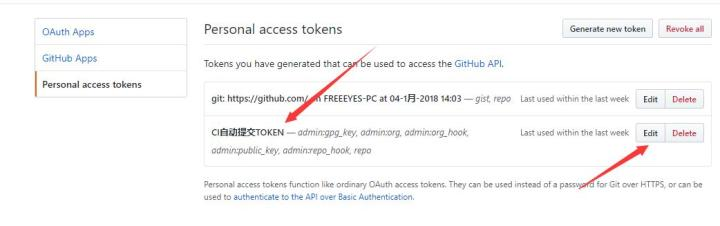 OAuth Apps
GitHub Apps
Personal access tokens
Personal access tokens
Generate new token
Revoke all
Tokens you have generated that can be used to access the GitHub API.
git: https://github.com/ on FREEEYES-PC at 04-1月-2018 14:03 — gist, repo
Last used within the last week
Edit
Delete
CI自动提交TOKEN — admin:gpg_key, admin:org, admin:org_hook,
admin:public_key, admin:repo_hook, repo
Last used within the last week
Edit
Delete
Personal access tokens function like ordinary OAuth access tokens. They can be used instead of a password for Git over HTTPS, or can be
used to authenticate to the API over Basic Authentication.